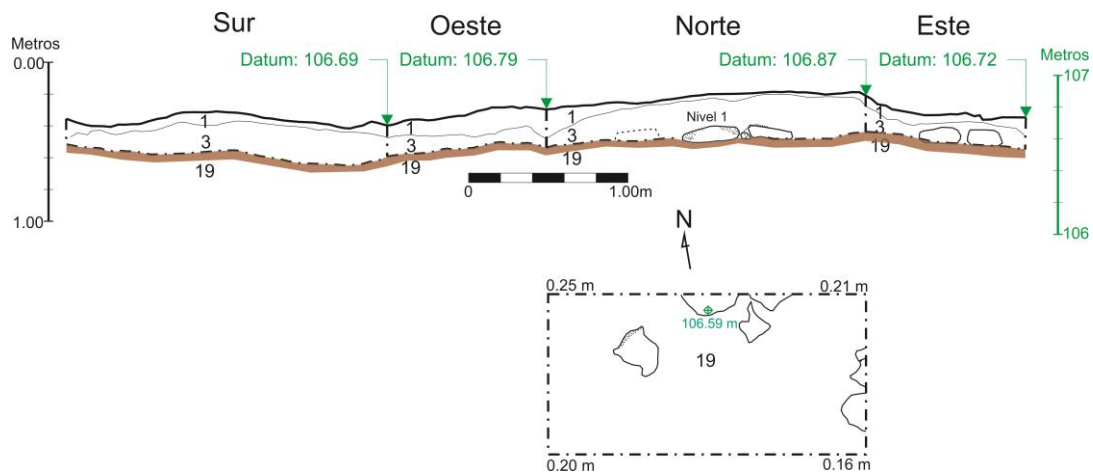 Sur
Oeste
Norte
Este
Metros
Datum: 106.69
Datum: 106.79
Datum: 106.87
Datum: 106.72
Metros
0.00
107
1
1
1
1
Nivel 1
3
3
3
3
19
19
19
19
0
1.00m
1.00
106
N
0.25 m
0.21 m
106.59 m
19
0.20 m
0.16 m